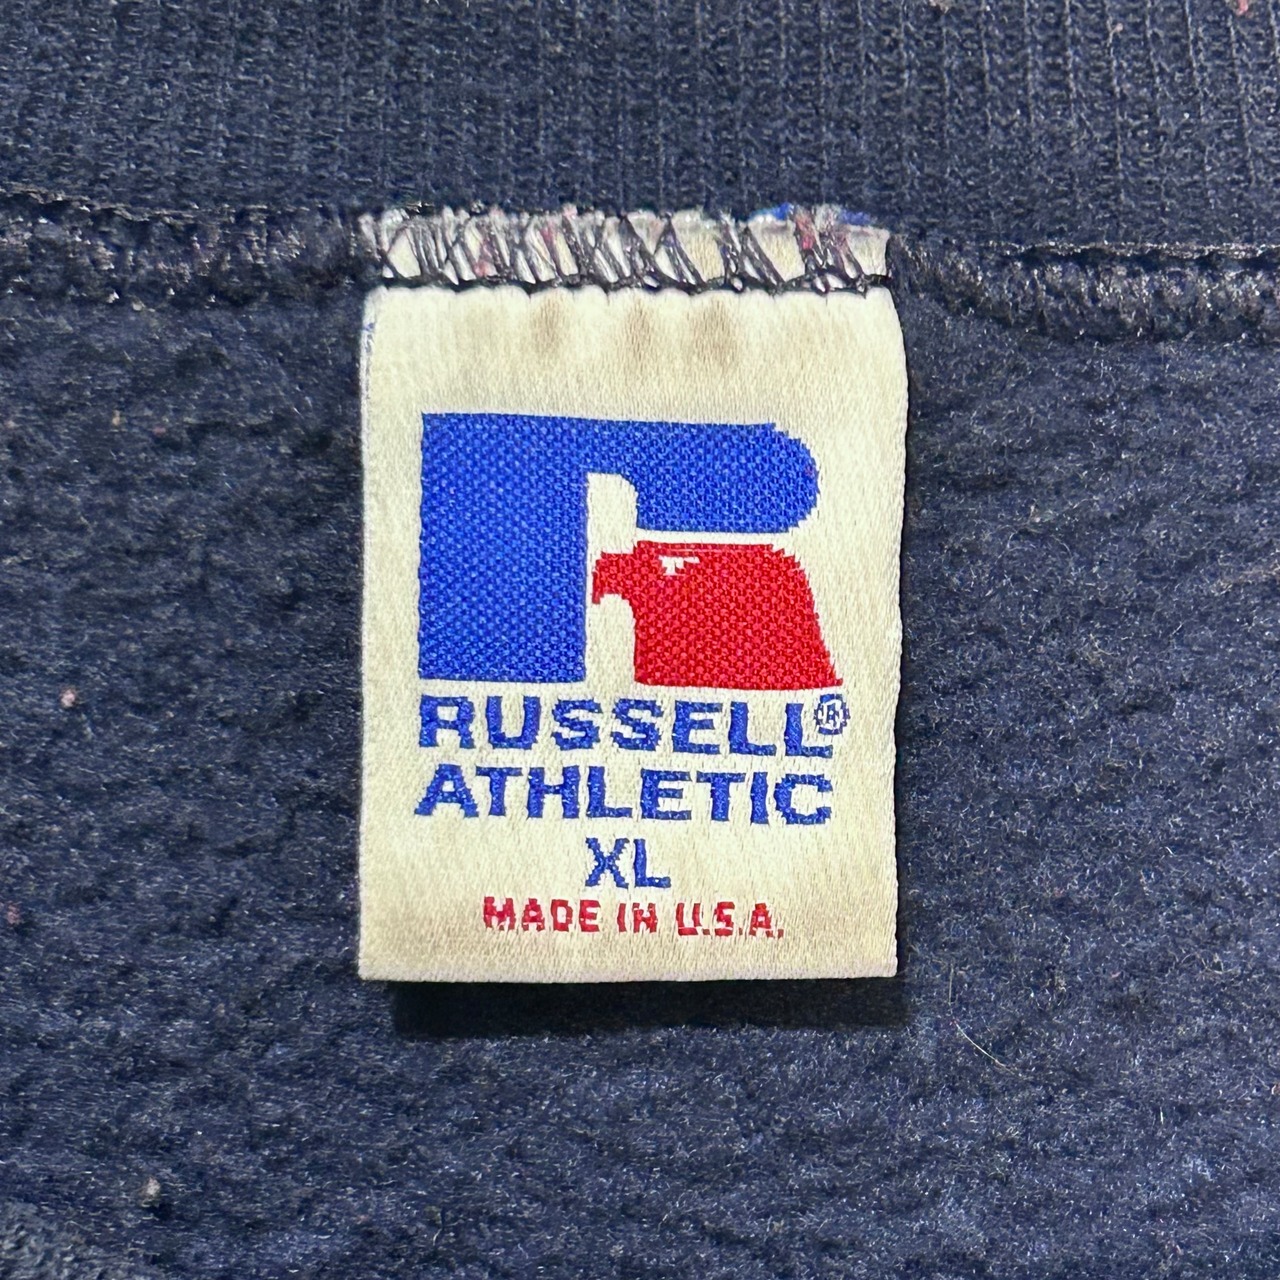 RUSSELL®
ATHLETIC
XL
MADE IN U.S.A.